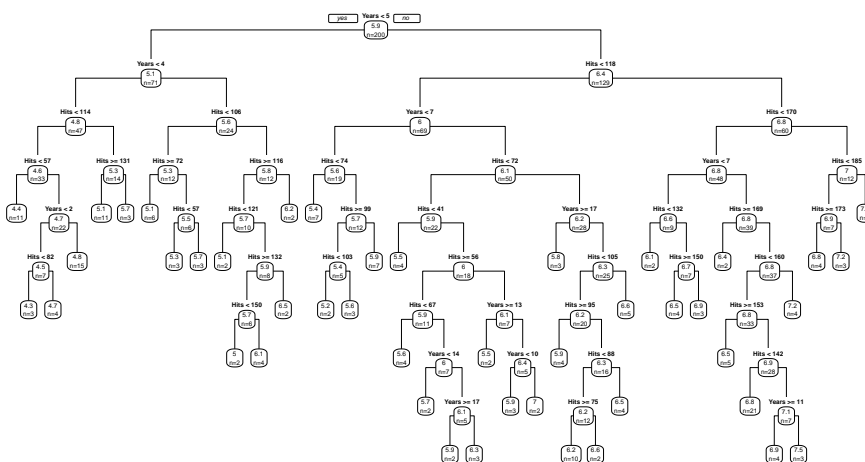 yes Years < 5 no
5.9
n=200
Years < 4
5.1
n=71
Hits < 118
6.4
n=129
Hits < 114
4.8
n=47
Hits < 106
5.6
n=24
Years < 7
6
n=69
Hits < 170
6.8
n=60
Hits < 57
4.6
n=33
Hits >= 131
5.3
n=14
Hits >= 72
5.3
n=12
Hits >= 116
5.8
n=12
Hits < 74
5.6
n=19
Hits < 72
6.1
n=50
Years < 7
6.8
n=48
Hits < 185
7
n=12
4.4
n=11
Years < 2
4.7
n=22
5.1
n=11
5.7
n=3
5.1
n=6
Hits < 57
5.5
n=6
Hits < 121
5.7
n=10
6.2
n=2
5.4
n=7
Hits >= 99
5.7
n=12
Hits < 41
5.9
n=22
Years >= 17
6.2
n=28
Hits < 132
6.6
n=9
Hits >= 169
6.8
n=39
Hits >= 173
6.9
n=7
Hits < 82
4.5
n=7
4.8
n=15
5.3
n=3
5.7
n=3
5.1
n=2
Hits >= 132
5.9
n=8
Hits < 103
5.4
n=5
5.9
n=7
5.5
n=4
Hits >= 56
6
n=18
5.8
n=3
Hits < 105
6.3
n=25
6.1
n=2
Hits >= 150
6.7
n=7
6.4
n=2
Hits < 160
6.8
n=37
6.8
n=4
7.2
n=3
4.3
n=3
4.7
n=4
Hits < 150
5.7
n=6
6.5
n=2
5.2
n=2
5.6
n=3
Hits < 67
5.9
n=11
Years >= 13
6.1
n=7
Hits >= 95
6.2
n=20
6.6
n=5
6.5
n=4
6.9
n=3
Hits >= 153
6.8
n=33
7.2
n=4
5
n=2
6.1
n=4
5.6
n=4
Years < 14
6
n=7
5.5
n=2
Years < 10
6.4
n=5
5.9
n=4
Hits < 88
6.3
n=16
6.5
n=5
Hits < 142
6.9
n=28
5.7
n=2
Years >= 17
6.1
n=5
5.9
n=3
7
n=2
Hits >= 75
6.2
n=12
6.5
n=4
6.8
n=21
Years >= 11
7.1
n=7
5.9
n=2
6.3
n=3
6.2
n=10
6.6
n=2
6.9
n=4
7.5
n=3